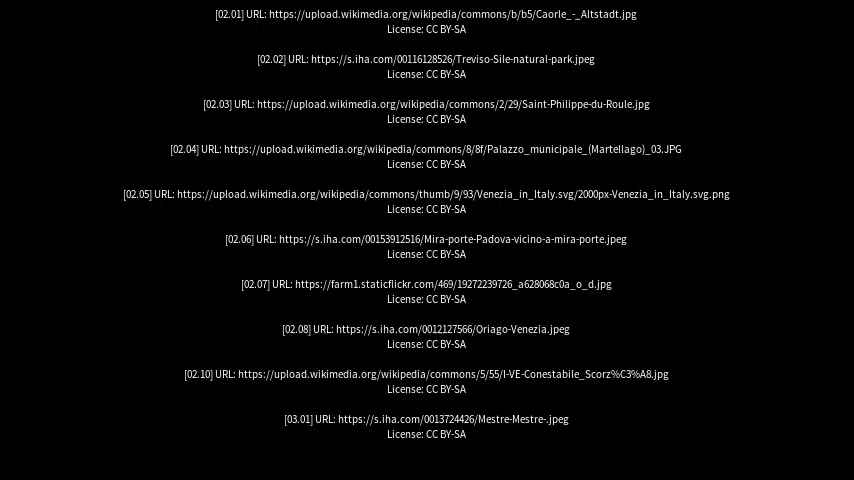 [02.01] URL: https://upload.wikimedia.org/wikipedia/commons/b/b5/Caorle_-_Altstadt.jpg
License: CC BY-SA
[02.02] URL: https://s.iha.com/00116128526/Treviso-Sile-natural-park.jpeg
License: CC BY-SA
[02.03] URL: https://upload.wikimedia.org/wikipedia/commons/2/29/Saint-Philippe-du-Roule.jpg
License: CC BY-SA
[02.04] URL: https://upload.wikimedia.org/wikipedia/commons/8/8f/Palazzo_municipale_(Martellago)_03.JPG
License: CC BY-SA
[02.05] URL: https://upload.wikimedia.org/wikipedia/commons/thumb/9/93/Venezia_in_Italy.svg/2000px-Venezia_in_Italy.svg.png
License: CC BY-SA
[02.06] URL: https://s.iha.com/00153912516/Mira-porte-Padova-vicino-a-mira-porte.jpeg
License: CC BY-SA
[02.07] URL: https://farm1.staticflickr.com/469/19272239726_a628068c0a_o_d.jpg
License: CC BY-SA
[02.08] URL: https://s.iha.com/0012127566/Oriago-Venezia.jpeg
License: CC BY-SA
[02.10] URL: https://upload.wikimedia.org/wikipedia/commons/5/55/I-VE-Conestabile_Scorz%C3%A8.jpg
License: CC BY-SA
[03.01] URL: https://s.iha.com/0013724426/Mestre-Mestre-.jpeg
License: CC BY-SA